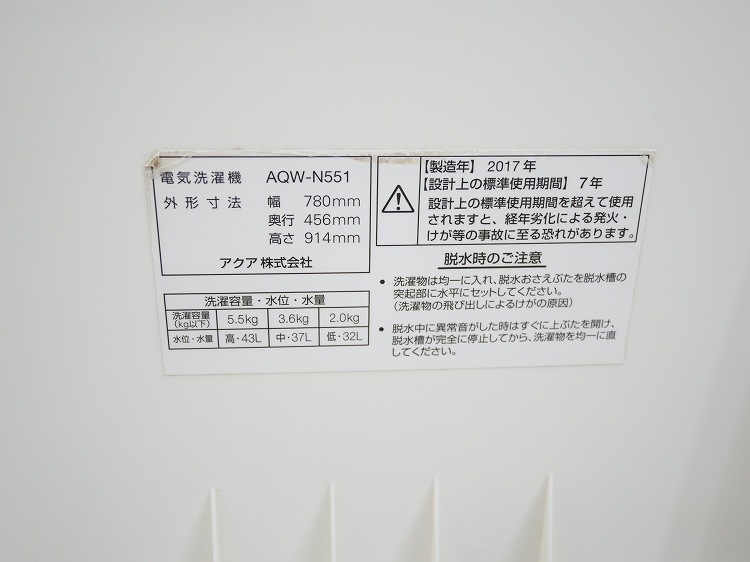 電気洗濯機 AQW-N551
外形寸法 幅 780mm
奥行 456mm
高さ 914mm
アクア株式会社
洗濯容量・水位・水量
洗濯容量(kg以下) 5.5kg 3.6kg 2.0kg
水位・水量 高・43L 中・37L 低・32L
【製造年】 2017年
【設計上の標準使用期間】 7年
設計上の標準使用期間を超えて使用
されますと、経年劣化による発火・
けが等の事故に至る恐れがあります。
脱水時のご注意
• 洗濯物は均一に入れ、脱水おさえぶたを脱水槽の
突起部に水平にセットしてください。
(洗濯物の飛び出しによるけがの原因)
• 脱水中に異常音がした時はすぐに上ぶたを開け、
脱水槽が完全に停止してから、洗濯物を均一に直
してください。